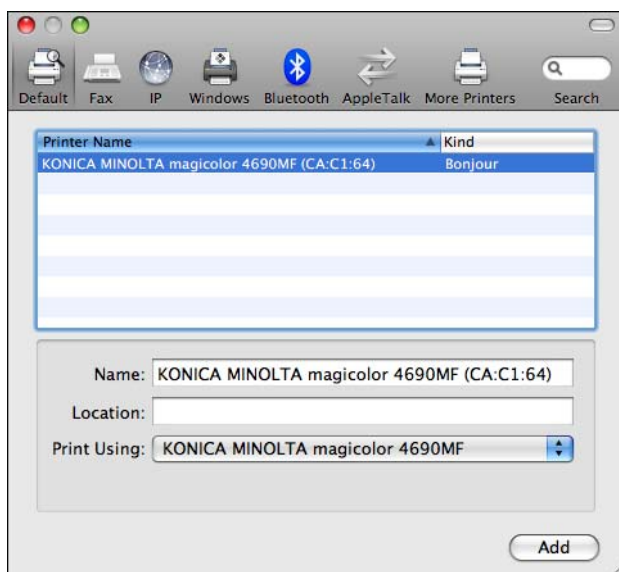 Default Fax IP Windows Bluetooth AppleTalk More Printers Search
Printer Name Kind
KONICA MINOLTA magicolor 4690MF (CA:C1:64) Bonjour
Name: KONICA MINOLTA magicolor 4690MF (CA:C1:64)
Location:
Print Using: KONICA MINOLTA magicolor 4690MF
Add